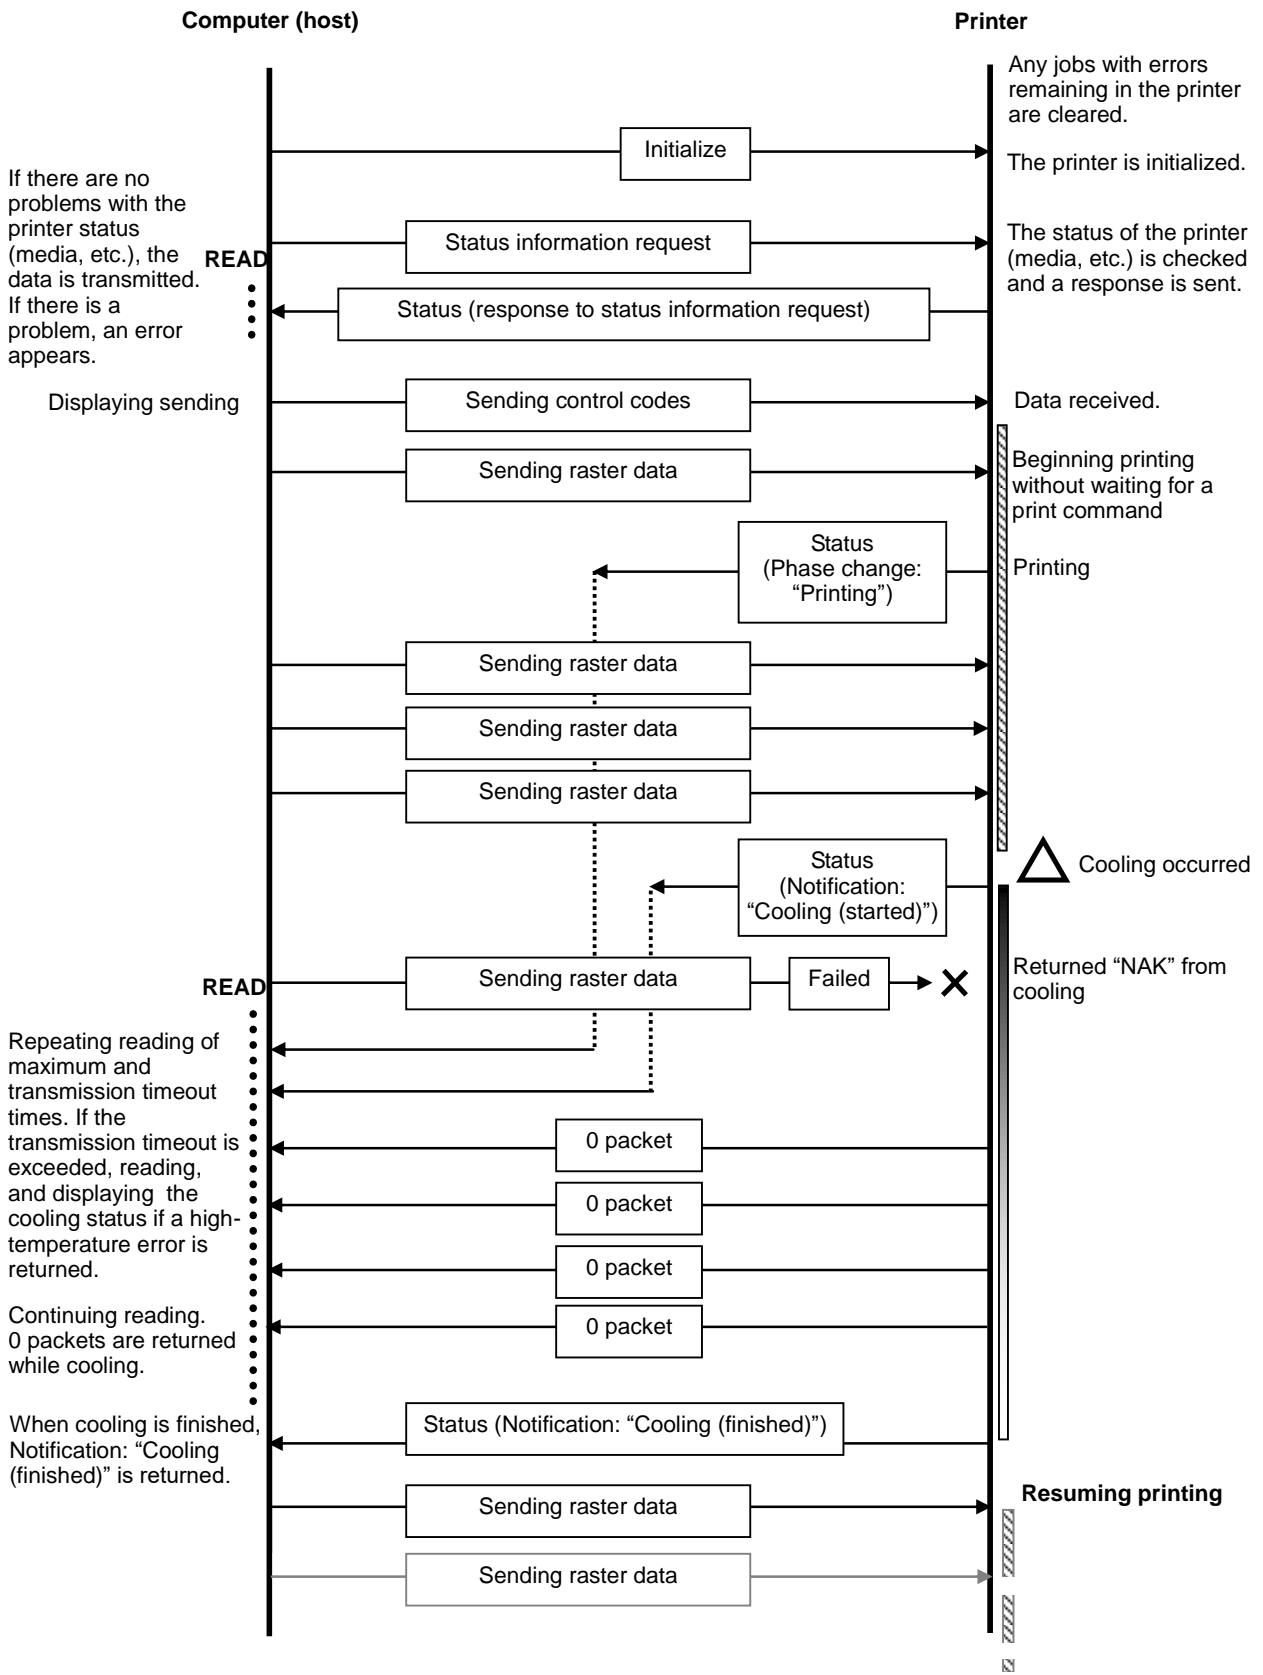 Computer (host)
Printer
Any jobs with errors
remaining in the printer
are cleared.
Initialize
The printer is initialized.
If there are no
problems with the
printer status
(media, etc.), the
data is transmitted.
If there is a
problem, an error
appears.
READ
Status information request
The status of the printer
(media, etc.) is checked
and a response is sent.
Status (response to status information request)
Displaying sending
Sending control codes
Data received.
Sending raster data
Beginning printing
without waiting for a
print command
Status
(Phase change:
“Printing”)
Printing
Sending raster data
Sending raster data
Sending raster data
Status
(Notification:
“Cooling (started)”)
Cooling occurred
READ
Sending raster data
Failed
Returned “NAK” from
cooling
Repeating reading of
maximum and
transmission timeout
times. If the
transmission timeout is
exceeded, reading,
and displaying the
cooling status if a high-
temperature error is
returned.
0 packet
0 packet
0 packet
0 packet
Continuing reading.
0 packets are returned
while cooling.
When cooling is finished,
Notification: “Cooling
(finished)” is returned.
Status (Notification: “Cooling (finished)”)
Sending raster data
Resuming printing
Sending raster data